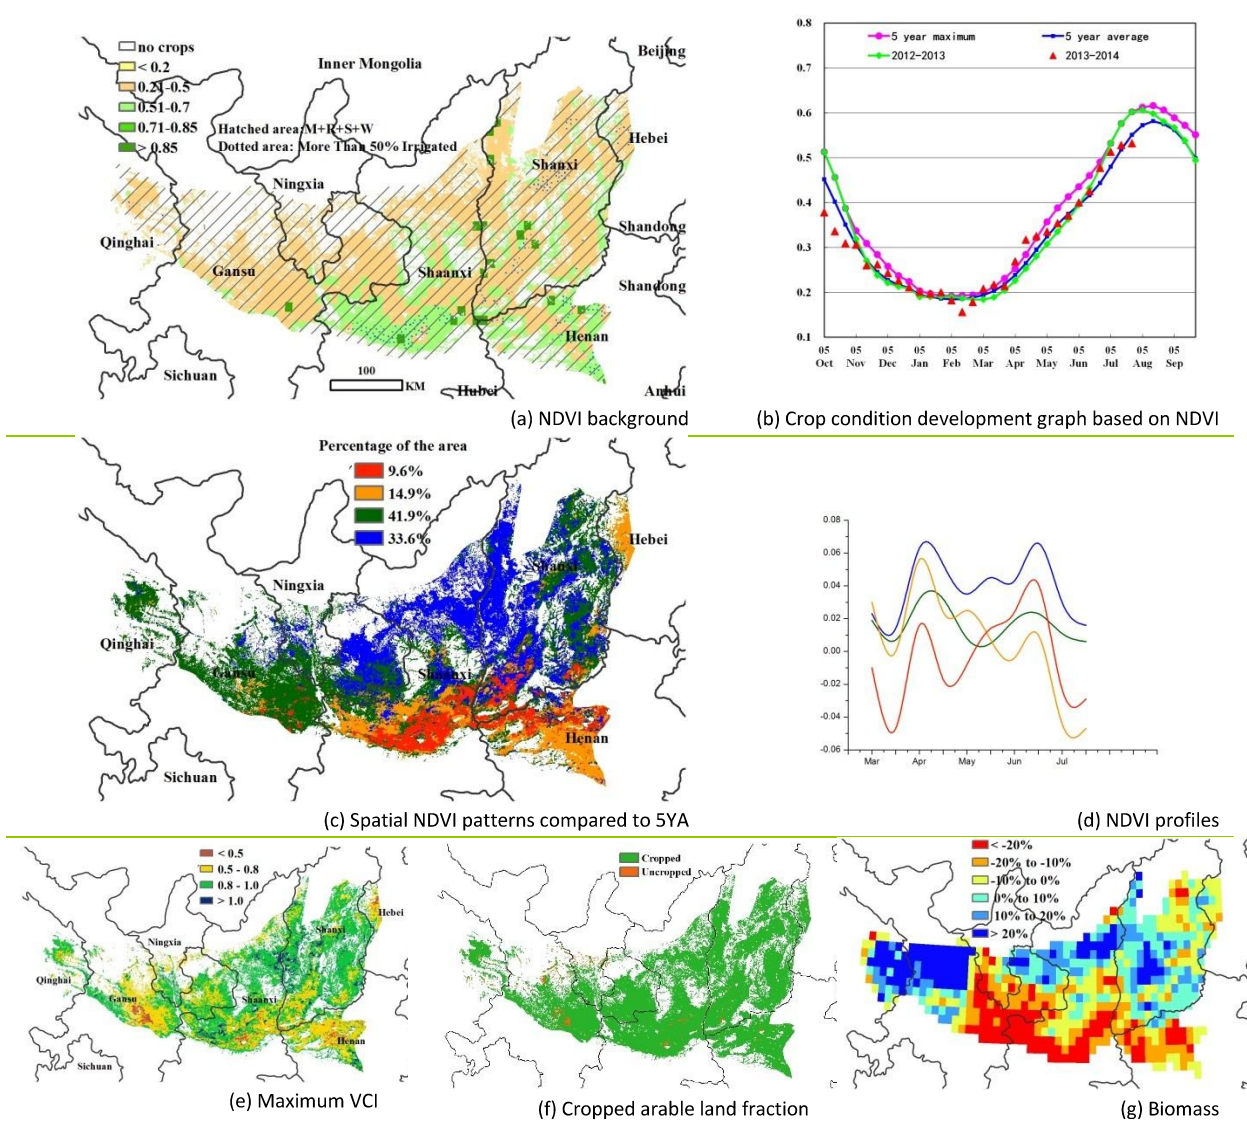 no crops
< 0.2
0.21-0.5
0.51-0.7
0.71-0.85
> 0.85
Hatched area:M+R+S+W
Dotted area: More Than 50% Irrigated
Inner Mongolia
Beijing
Hebei
Shanxi
Ningxia
Shandong
Qinghai
Gansu
Shaanxi
Shandong
Henan
Sichuan
100
KM
Hubei
Anhui
(a) NDVI background
0.8
0.7
0.6
0.5
0.4
0.3
0.2
0.1
5 year maximum
5 year average
2012-2013
2013-2014
05 05 05 05 05 05 05 05 05 05 05 05
Oct Nov Dec Jan Feb Mar Apr May Jun Jul Aug Sep
(b) Crop condition development graph based on NDVI
Percentage of the area
9.6%
14.9%
41.9%
33.6%
Hebei
Shanxi
Ningxia
Qinghai
Gansu
Shaanxi
Henan
Sichuan
(c) Spatial NDVI patterns compared to 5YA
0.08
0.06
0.04
0.02
0.00
-0.02
-0.04
-0.06
Mar Apr May Jun Jul
(d) NDVI profiles
< 0.5
0.5 - 0.8
0.8 - 1.0
> 1.0
Hebei
Shanxi
Ningxia
Qinghai
Gansu
Shaanxi
Henan
Sichuan
(e) Maximum VCI
Cropped
Uncropped
(f) Cropped arable land fraction
< -20%
-20% to -10%
-10% to 0%
0% to 10%
10% to 20%
> 20%
(g) Biomass